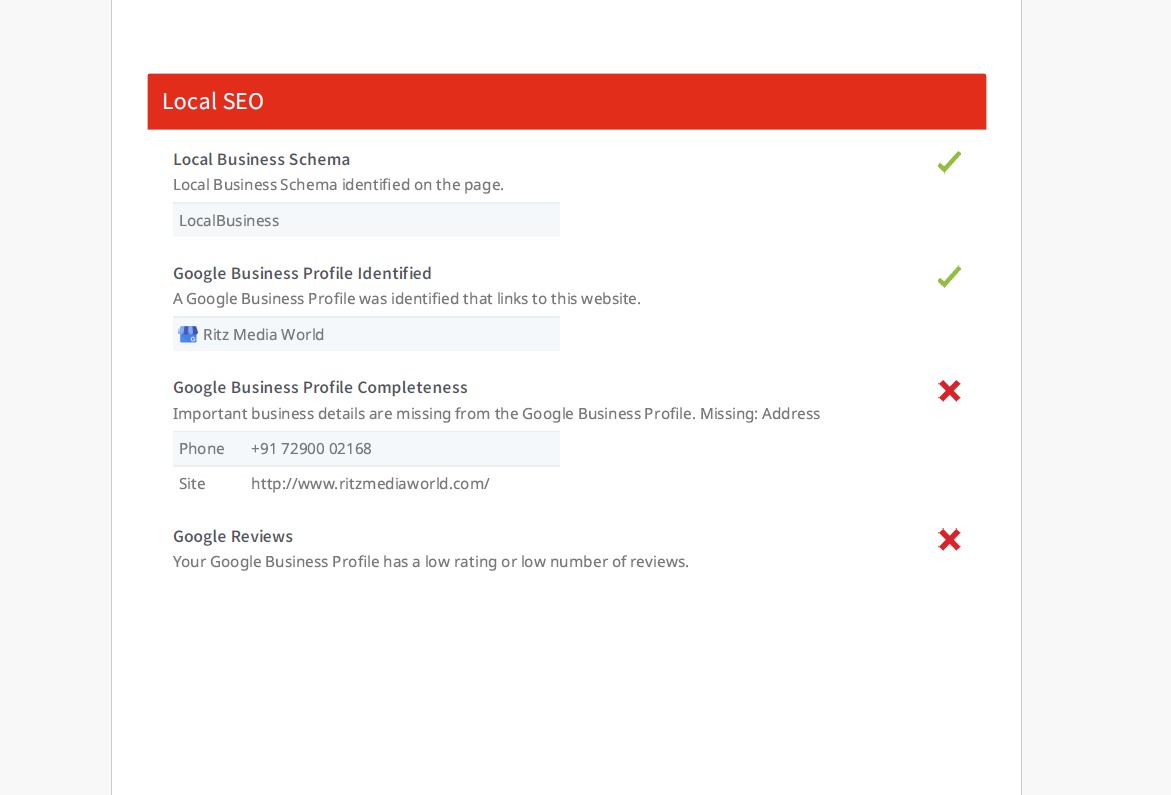 Local SEO
Local Business Schema
Local Business Schema identified on the page.
LocalBusiness
Google Business Profile Identified
A Google Business Profile was identified that links to this website.
Ritz Media World
Google Business Profile Completeness
Important business details are missing from the Google Business Profile. Missing: Address
Phone +91 72900 02168
Site http://www.ritzmediaworld.com/
Google Reviews
Your Google Business Profile has a low rating or low number of reviews.